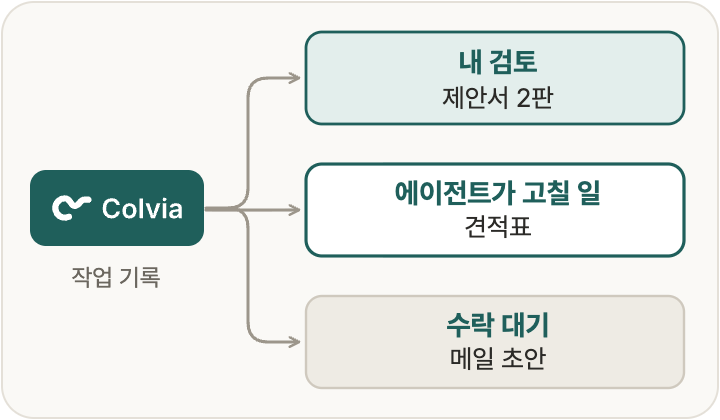 Colvia
작업 기록
내 검토
제안서 2판
에이전트가 고칠 일
견적표
수락 대기
메일 초안